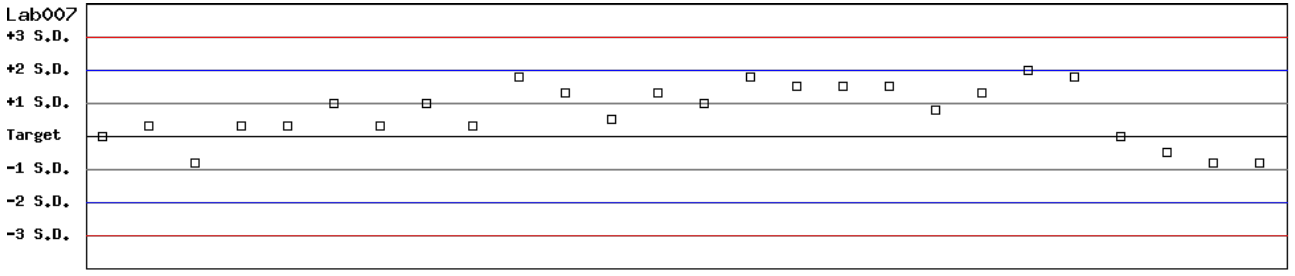 Lab007
+3 S.D.
+2 S.D.
+1 S.D.
Target
-1 S.D.
-2 S.D.
-3 S.D.